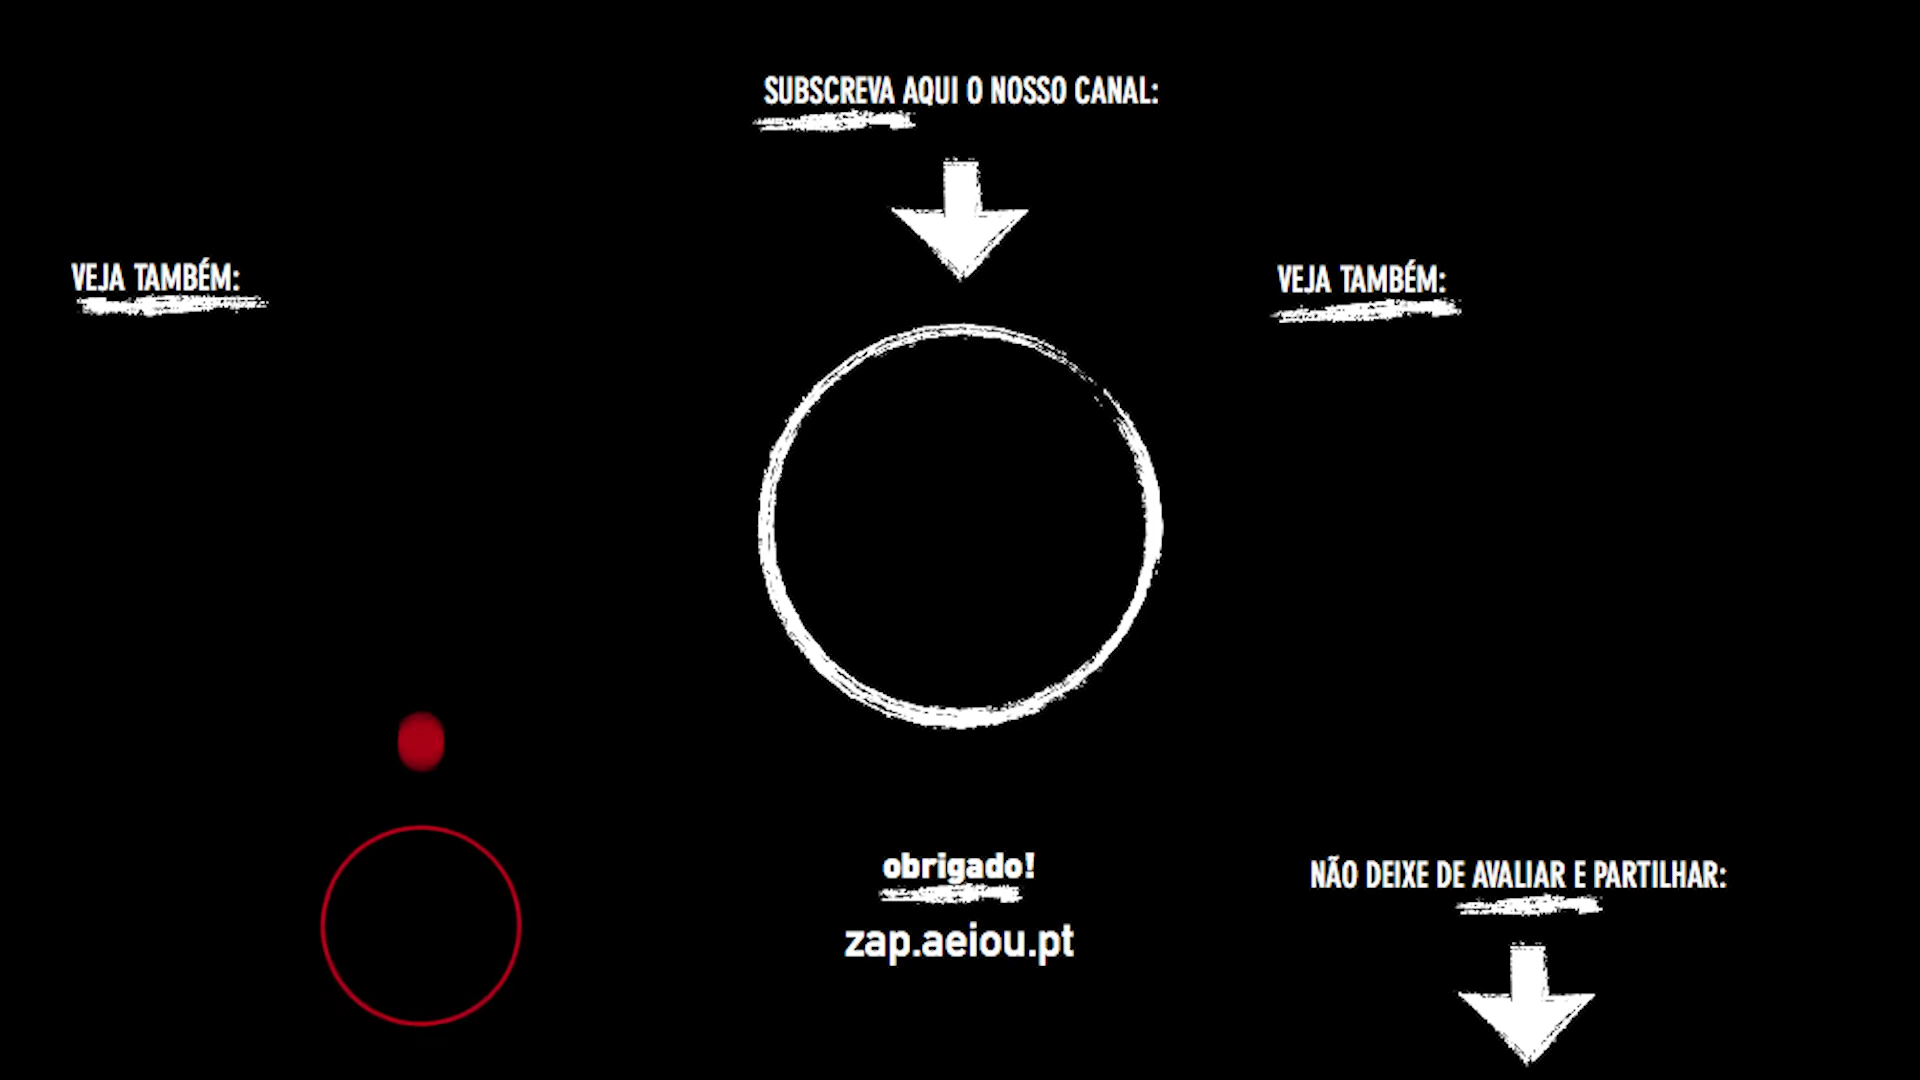 SUBSCREVA AQUI O NOSSO CANAL:
VEJA TAMBÉM:
VEJA TAMBÉM:
obrigado!
zap.aeiou.pt
NÃO DEIXE DE AVALIAR E PARTILHAR: